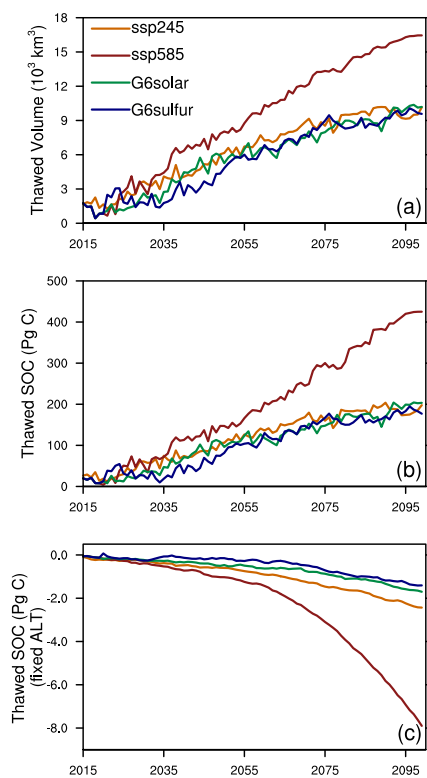 18
15
12
9
6
3
0
Thawed Volume (10³ km³)
ssp245
ssp585
G6solar
G6sulfur
(a)
2015 2035 2055 2075 2095
500
400
300
200
100
0
Thawed SOC (Pg C)
(b)
2015 2035 2055 2075 2095
0.0
-2.0
-4.0
-6.0
-8.0
Thawed SOC (Pg C)
(fixed ALT)
(c)
2015 2035 2055 2075 2095